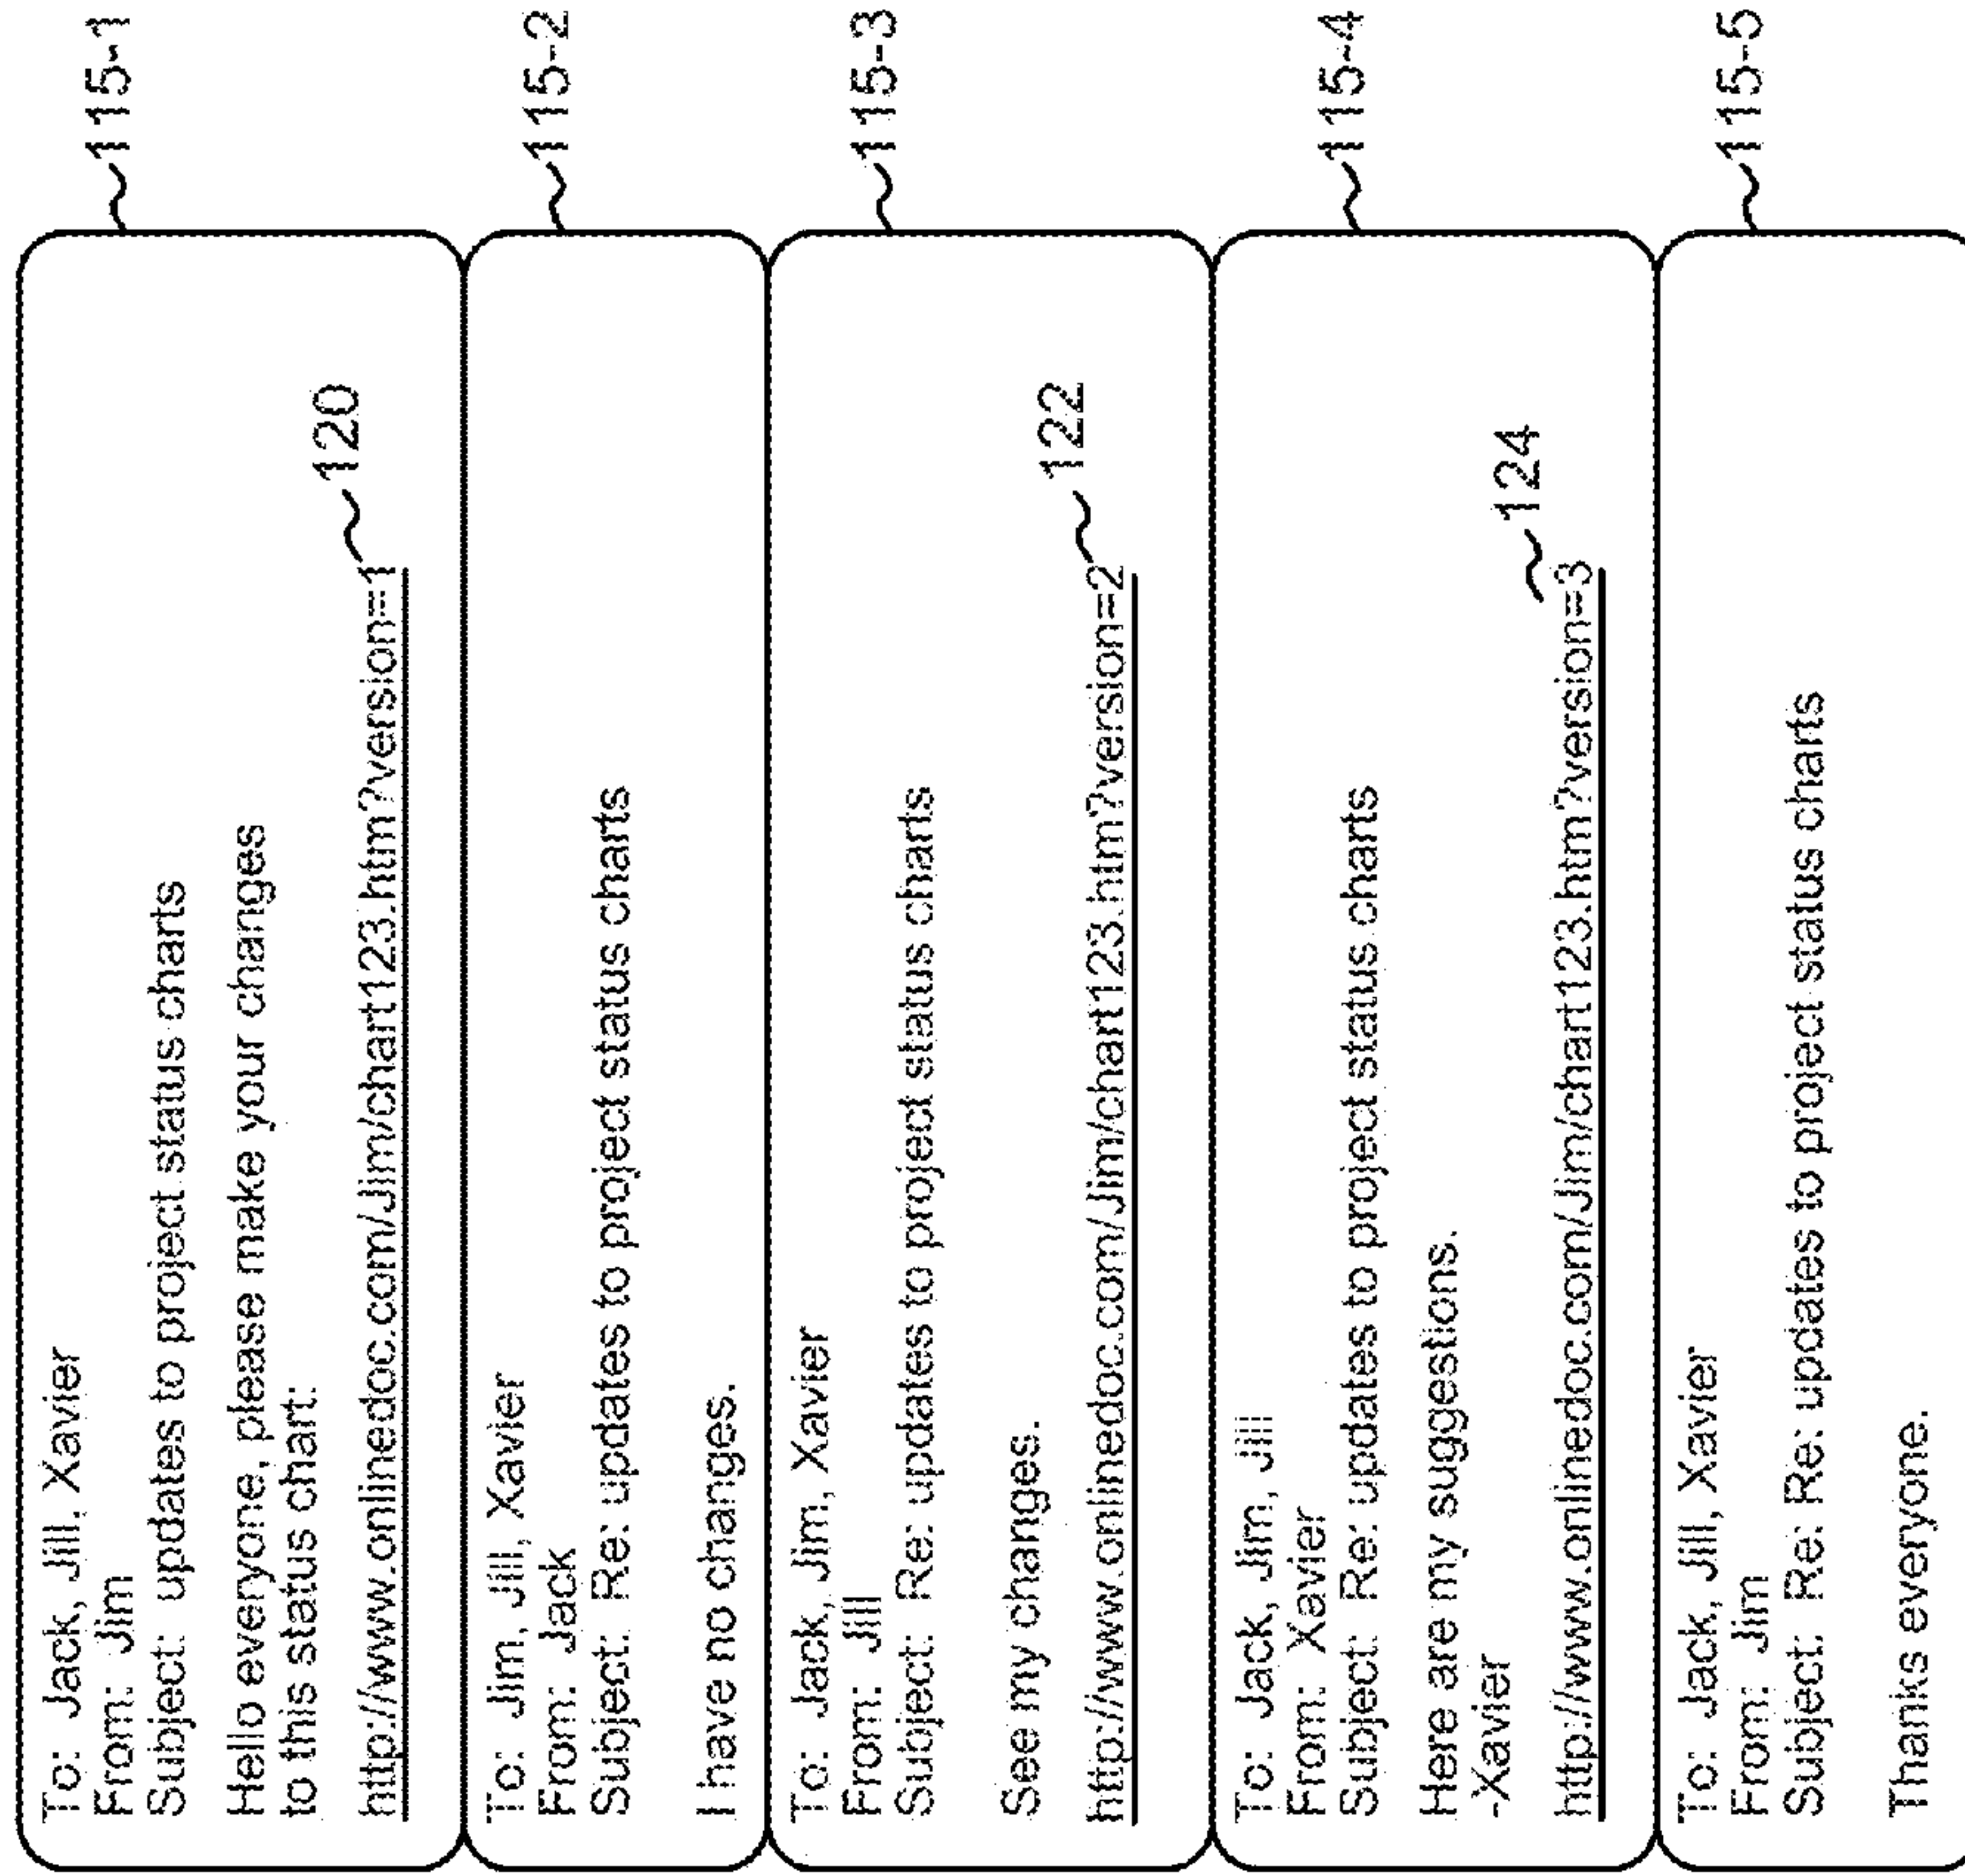 To: Jack, Jill, Xavier
From: Jim
Subject: updates to project status charts
Hello everyone, please make your changes
to this status chart:
http://www.onlinedoc.com/Jim/chart123.htm?version=1
120
115-1
To: Jim, Jill, Xavier
From: Jack
Subject: Re: updates to project status charts
I have no changes.
115-2
To: Jack, Jim, Xavier
From: Jill
Subject: Re: updates to project status charts
See my changes.
http://www.onlinedoc.com/Jim/chart123.htm?version=2
122
115-3
To: Jack, Jim, Jill
From: Xavier
Subject: Re: updates to project status charts
Here are my suggestions.
-Xavier
http://www.onlinedoc.com/Jim/chart123.htm?version=3
124
115-4
To: Jack, Jill, Xavier
From: Jim
Subject: Re: Re: updates to project status charts
Thanks everyone.
115-5